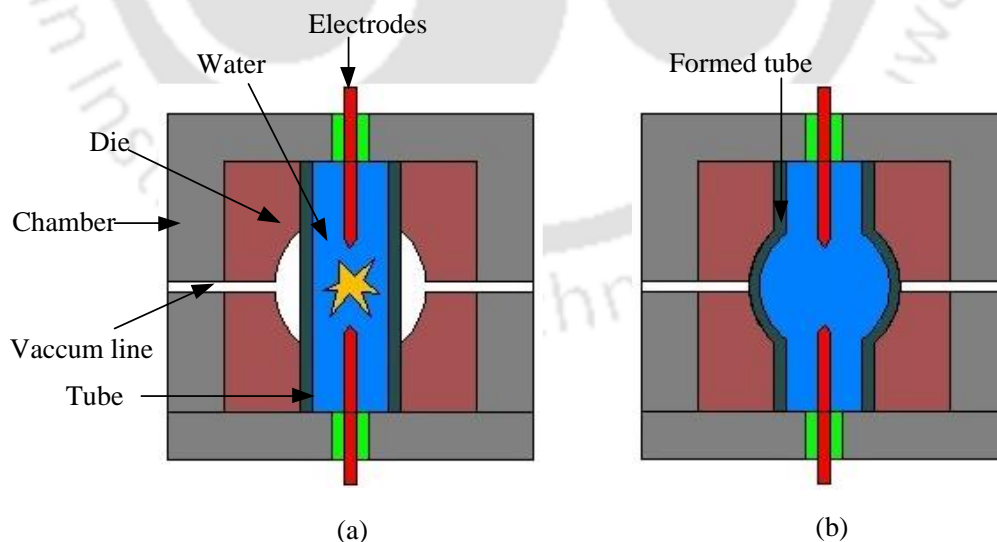 Electrodes
Water
Formed tube
Die
Chamber
Vaccum line
Tube
(a)
(b)